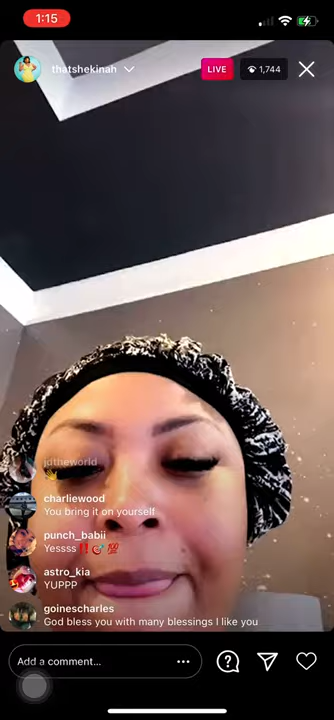 1:15
thatshekinah
LIVE
1,744
jdtheworld
charliewood
You bring it on yourself
punch_babii
Yessss‼️🎯💯
astro_kia
YUPPP
goinescharles
God bless you with many blessings I like you
Add a comment...